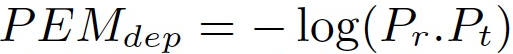 PEM_{dep} = − log(P_r.P_t)